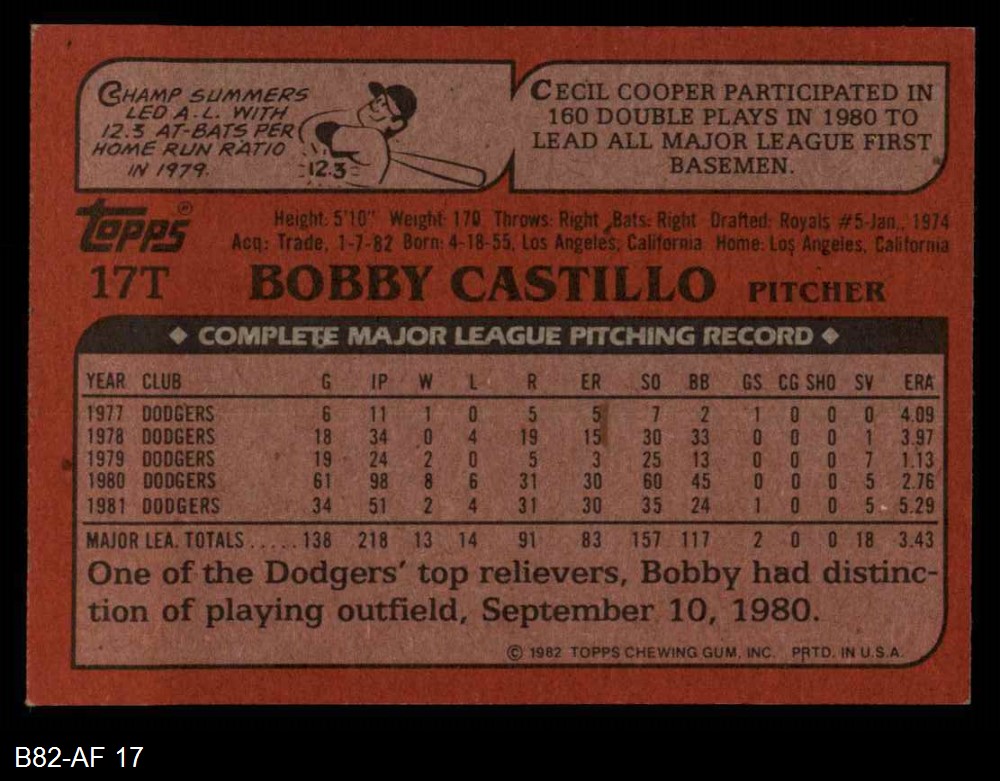 CHAMP SUMMERS
LED A.L. WITH
12.3 AT-BATS PER
HOME RUN RATIO
IN 1979.
12.3
CECIL COOPER PARTICIPATED IN
160 DOUBLE PLAYS IN 1980 TO
LEAD ALL MAJOR LEAGUE FIRST
BASEMEN.
Topps®
Height: 5'10" Weight: 170 Throws: Right Bats: Right Drafted: Royals #5-Jan., 1974
Acq: Trade, 1-7-82 Born: 4-18-55, Los Angeles, California Home: Los Angeles, California
17T BOBBY CASTILLO PITCHER
◆ COMPLETE MAJOR LEAGUE PITCHING RECORD ◆
YEAR CLUB G IP W L R ER SO BB GS CG SHO SV ERA
1977 DODGERS 6 11 1 0 5 5 7 2 1 0 0 0 4.09
1978 DODGERS 18 34 0 4 19 15 30 33 0 0 0 1 3.97
1979 DODGERS 19 24 2 0 5 3 25 13 0 0 0 7 1.13
1980 DODGERS 61 98 8 6 31 30 60 45 0 0 0 5 2.76
1981 DODGERS 34 51 2 4 31 30 35 24 1 0 0 5 5.29
MAJOR LEA. TOTALS ..... 138 218 13 14 91 83 157 117 2 0 0 18 3.43
One of the Dodgers' top relievers, Bobby had distinc-
tion of playing outfield, September 10, 1980.
© 1982 TOPPS CHEWING GUM, INC. PRTD. IN U.S.A.
B82-AF 17